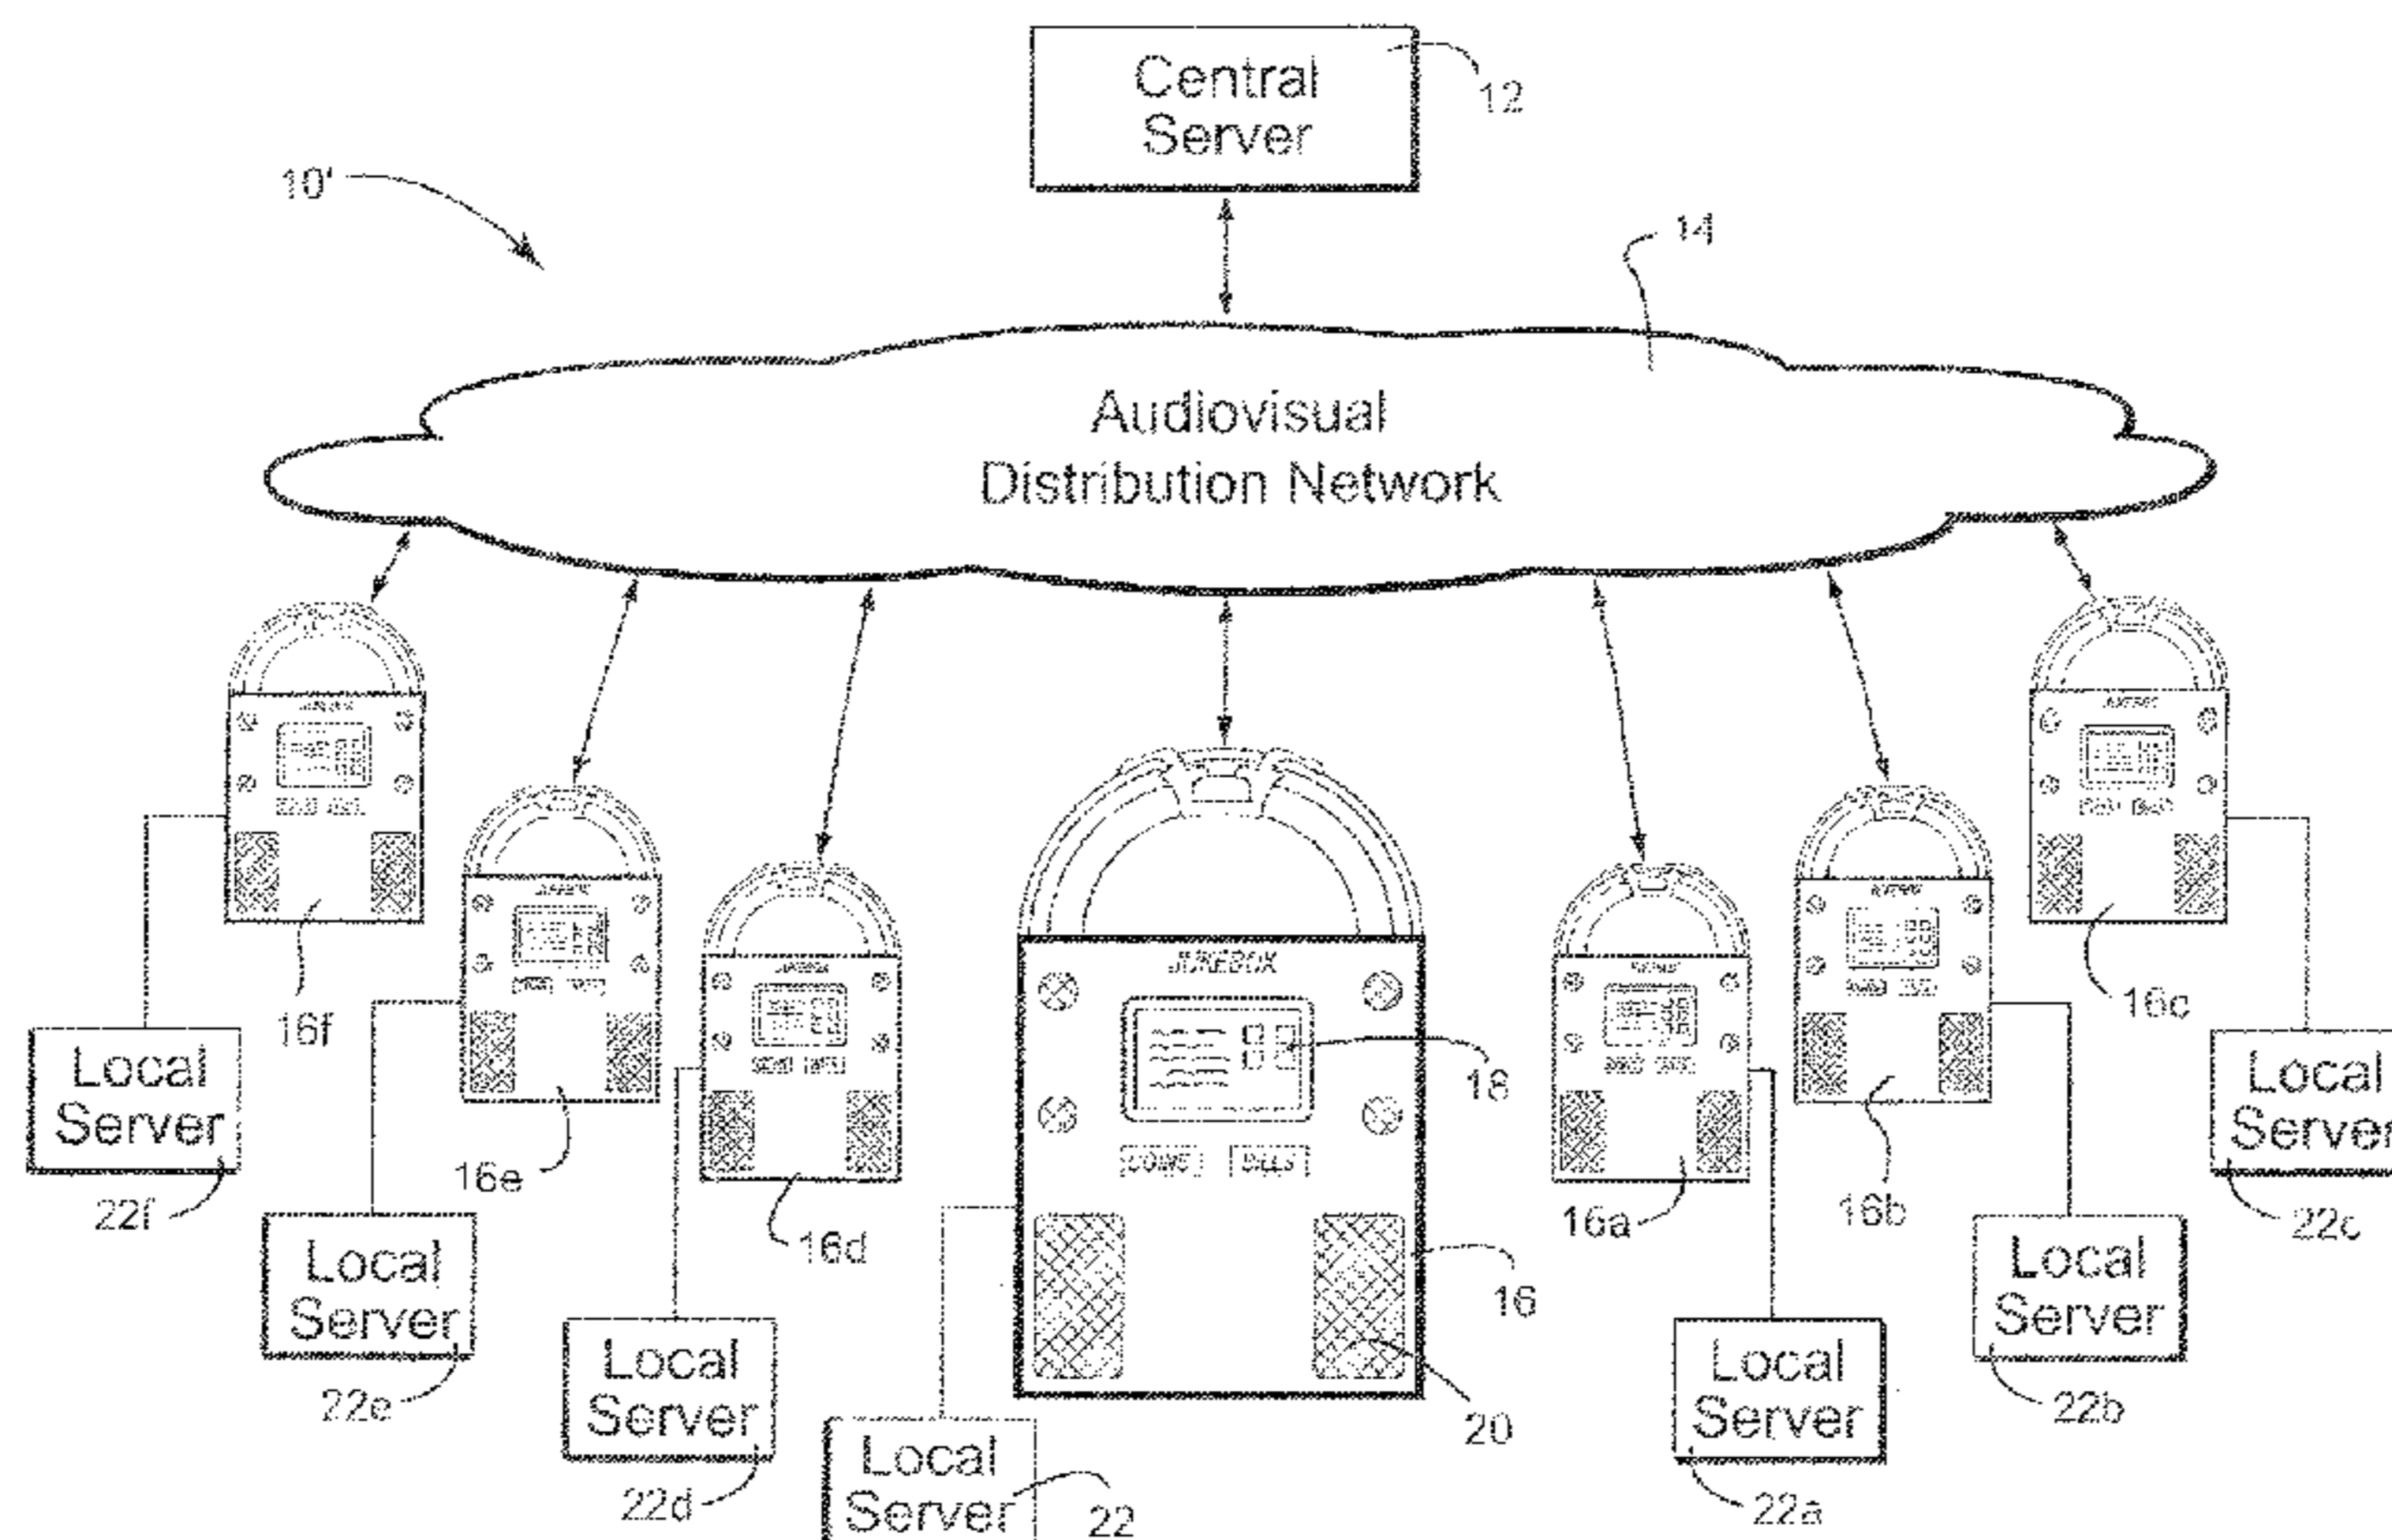 Central
Server
12
10'
14
Audiovisual
Distribution Network
JUKEBOX
18
COINS
BILLS
16
20
16f
16e
16d
16a
16b
16c
Local
Server
22f
Local
Server
22e
Local
Server
22d
Local
Server
22
Local
Server
22a
Local
Server
22b
Local
Server
22c